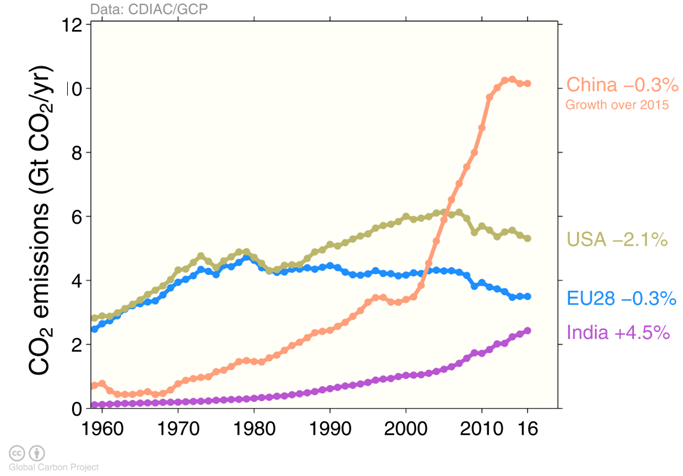 Data: CDIAC/GCP
CO2 emissions (Gt CO2/yr)
12
10
8
6
4
2
0
1960 1970 1980 1990 2000 2010 16
China −0.3%
Growth over 2015
USA −2.1%
EU28 −0.3%
India +4.5%
cc
Global Carbon Project